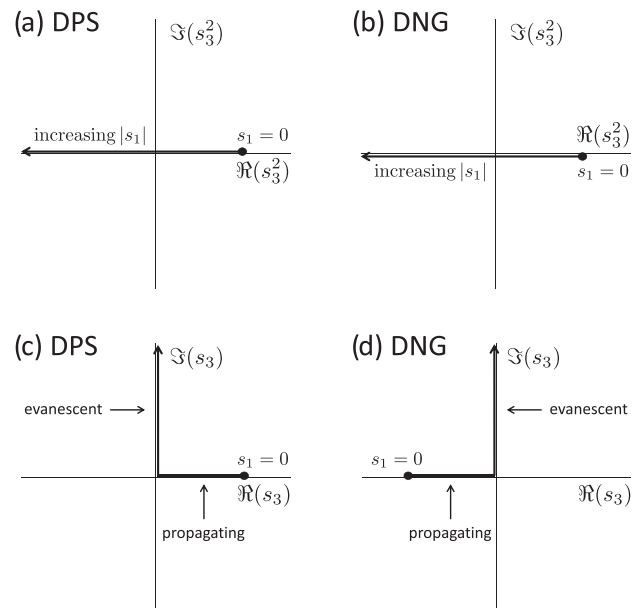 (a) DPS
ℑ(s₃²)
increasing |s₁|
s₁ = 0
ℜ(s₃²)
(b) DNG
ℑ(s₃²)
ℜ(s₃²)
increasing |s₁|
s₁ = 0
(c) DPS
ℑ(s₃)
evanescent
s₁ = 0
ℜ(s₃)
propagating
(d) DNG
ℑ(s₃)
evanescent
s₁ = 0
ℜ(s₃)
propagating